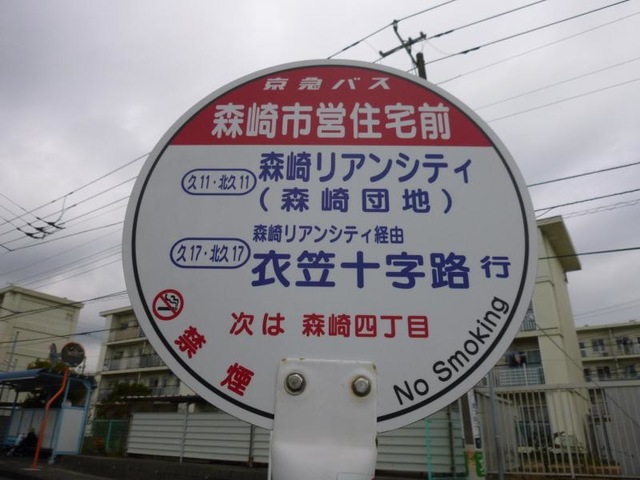 京急バス
森崎市営住宅前
久11・北久11 森崎リアンシティ
(森崎団地)
森崎リアンシティ経由
久17・北久17 衣笠十字路 行
次は 森崎四丁目
禁煙
No Smoking